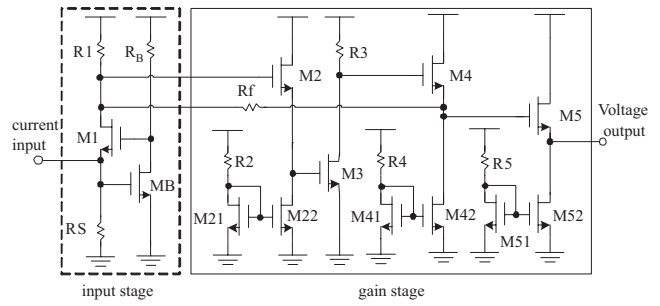 R1
R_B
R3
M2
M4
Rf
M5
Voltage
output
current
input
M1
R2
R4
R5
MB
M3
RS
M21
M22
M41
M42
M51
M52
input stage
gain stage